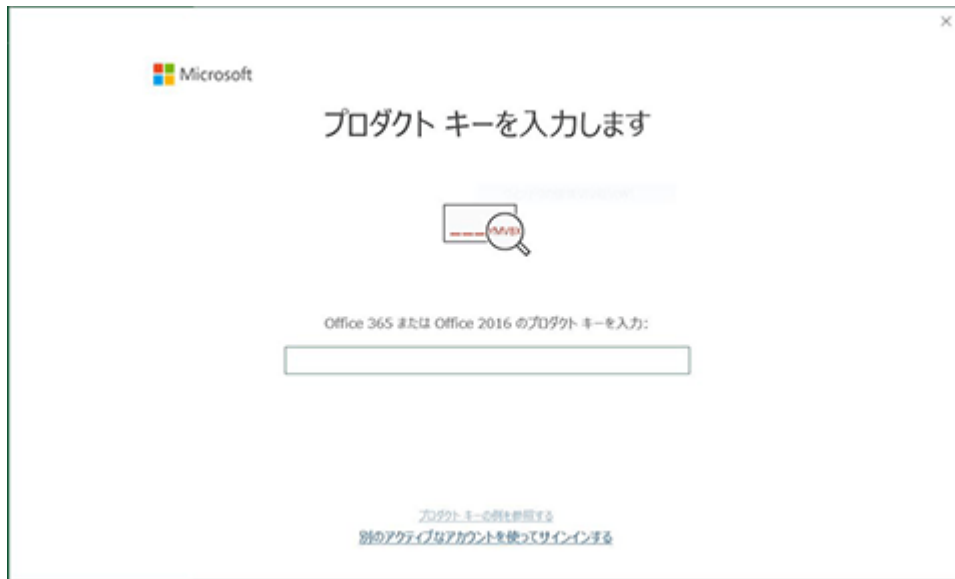 Microsoft
プロダクト キーを入力します
Office 365 または Office 2016 のプロダクト キーを入力:
プロダクト キーの例を参照する
別のアクティブなアカウントを使ってサインインする